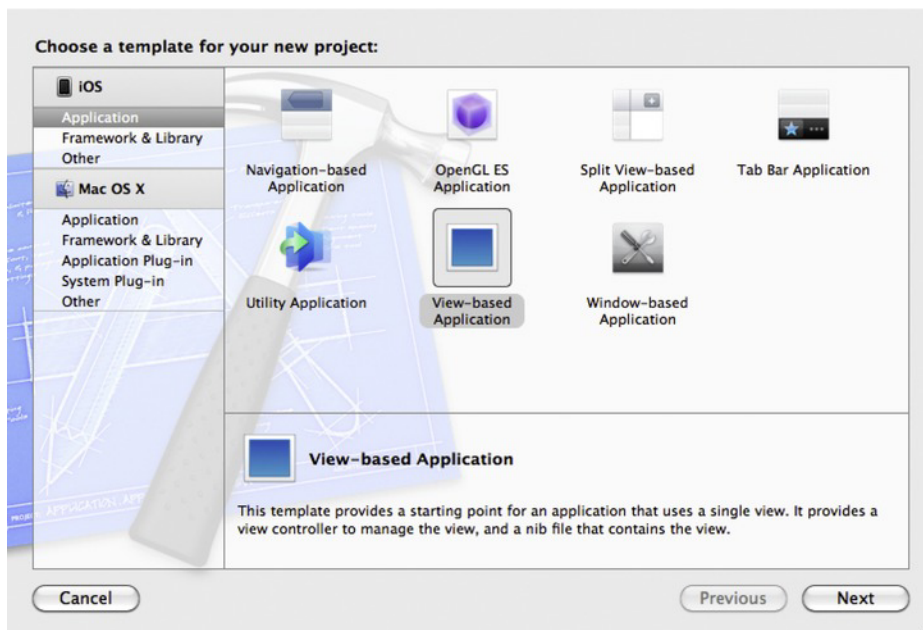 Choose a template for your new project:
iOS
Application
Framework & Library
Other
Mac OS X
Application
Framework & Library
Application Plug-in
System Plug-in
Other
Navigation-based
Application
OpenGL ES
Application
Split View-based
Application
Tab Bar Application
Utility Application
View-based
Application
Window-based
Application
View-based Application
This template provides a starting point for an application that uses a single view. It provides a
view controller to manage the view, and a nib file that contains the view.
Cancel
Previous
Next